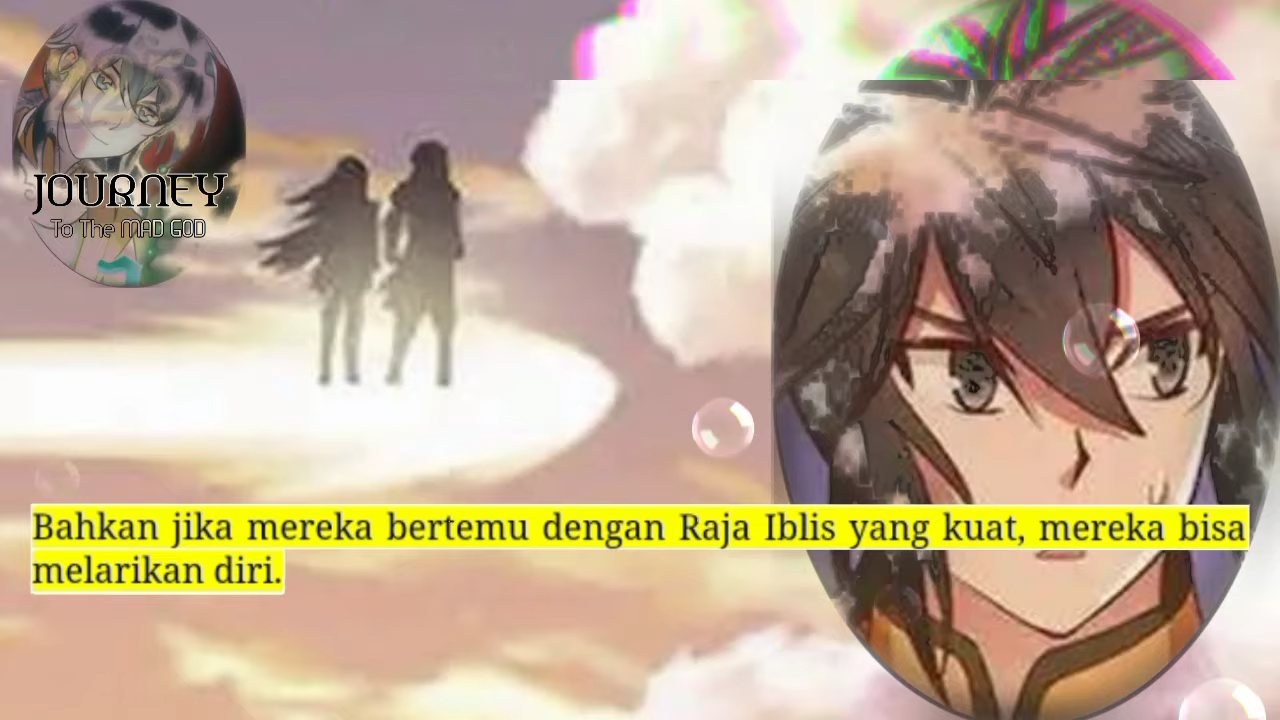 JOURNEY
To The MAD GOD
Bahkan jika mereka bertemu dengan Raja Iblis yang kuat, mereka bisa
melarikan diri.